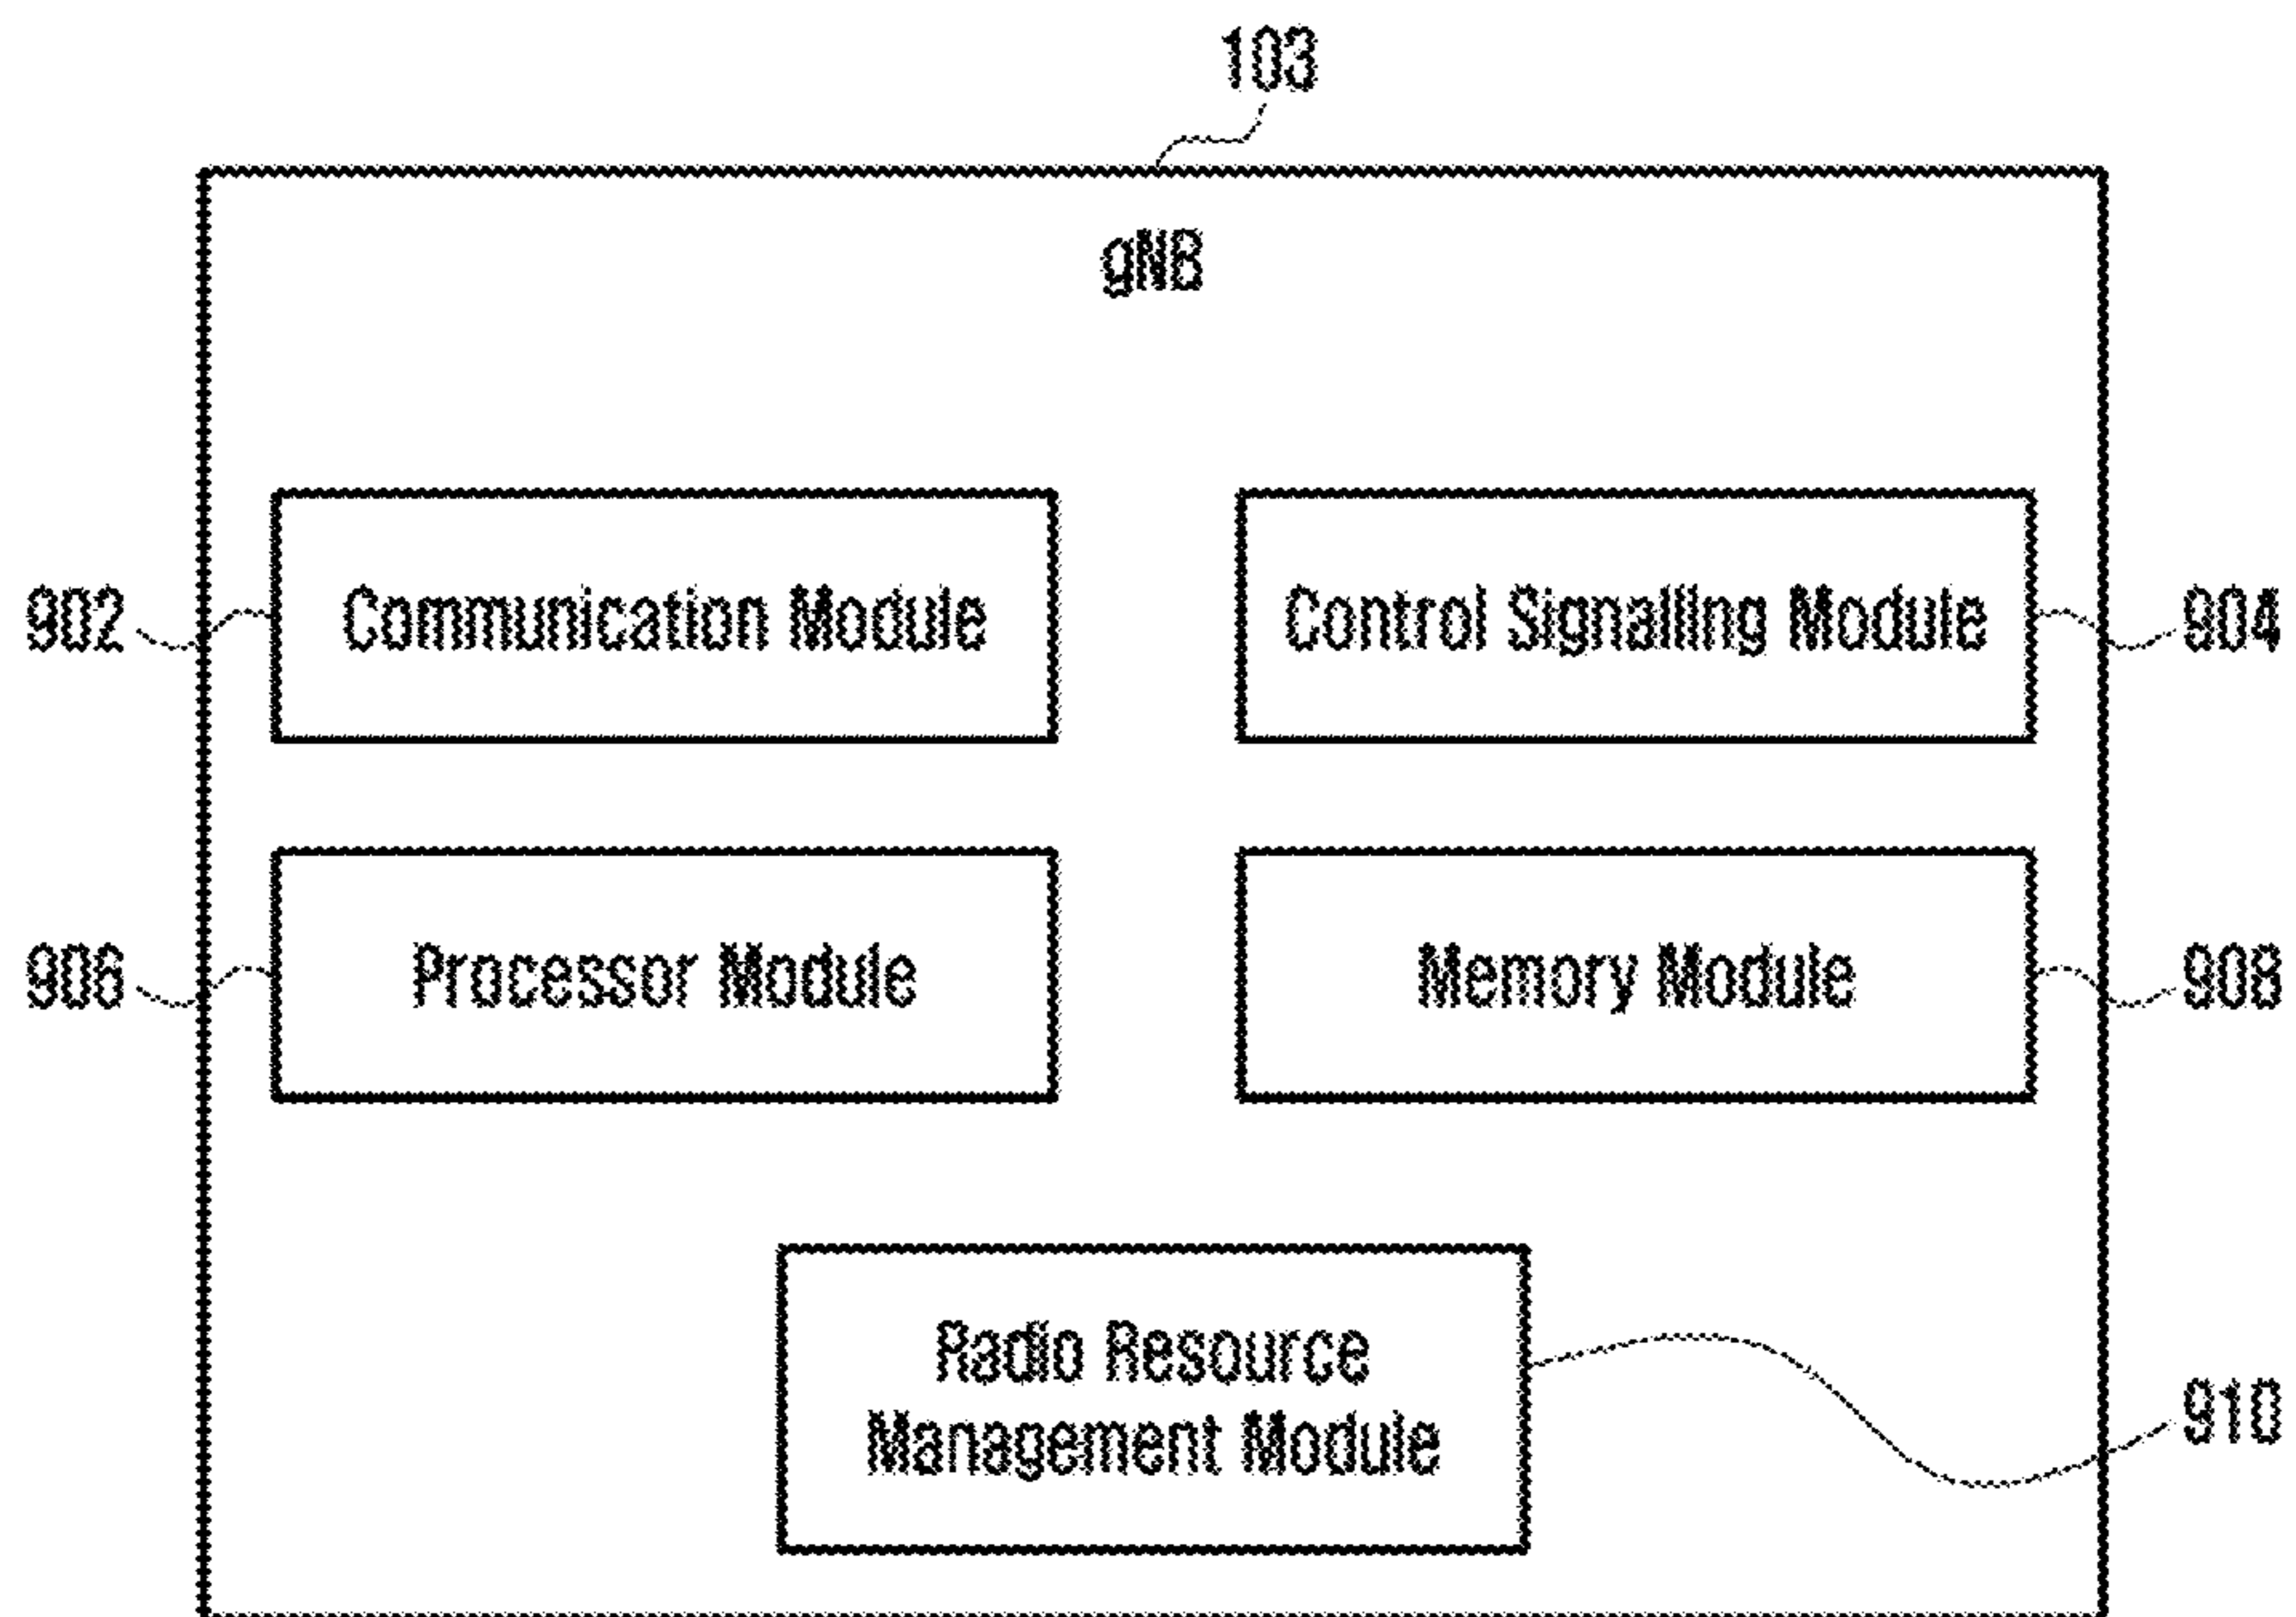 103
gNB
902
Communication Module
Control Signalling Module
904
906
Processor Module
Memory Module
908
Radio Resource
Management Module
910